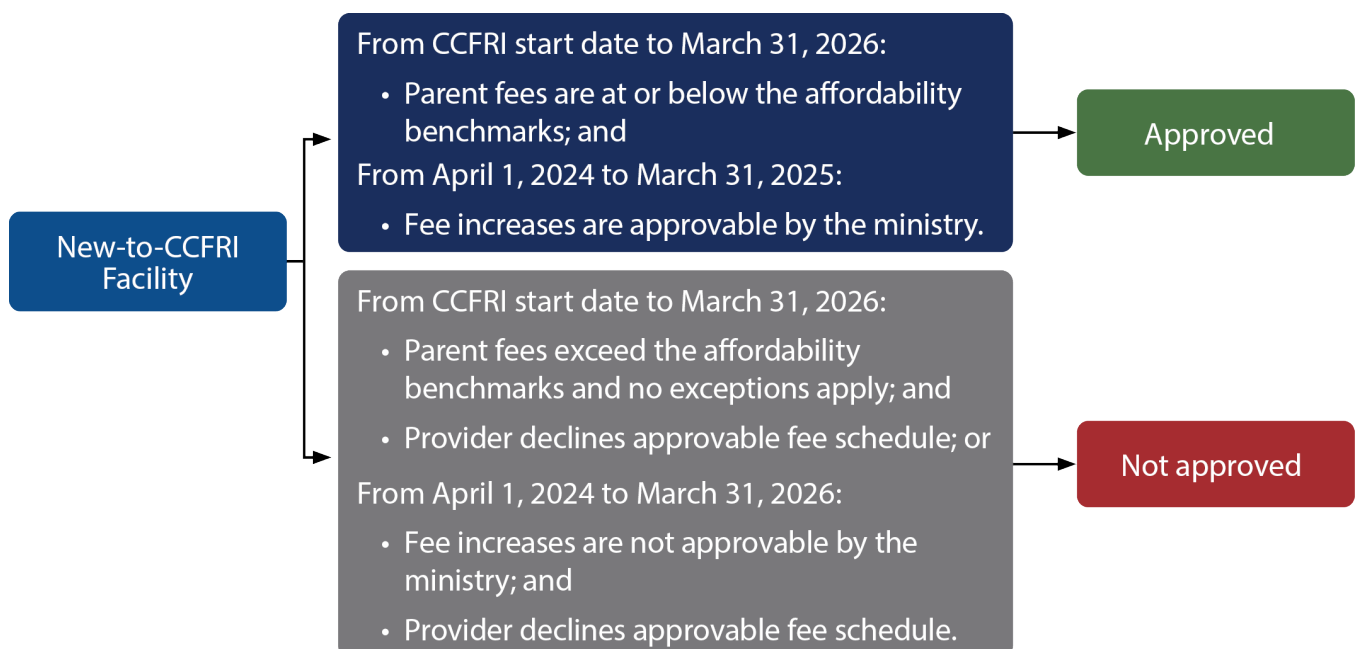 New-to-CCFRI
Facility
From CCFRI start date to March 31, 2026:
• Parent fees are at or below the affordability
benchmarks; and
From April 1, 2024 to March 31, 2025:
• Fee increases are approvable by the ministry.
Approved
From CCFRI start date to March 31, 2026:
• Parent fees exceed the affordability
benchmarks and no exceptions apply; and
• Provider declines approvable fee schedule; or
From April 1, 2024 to March 31, 2026:
• Fee increases are not approvable by the
ministry; and
• Provider declines approvable fee schedule.
Not approved